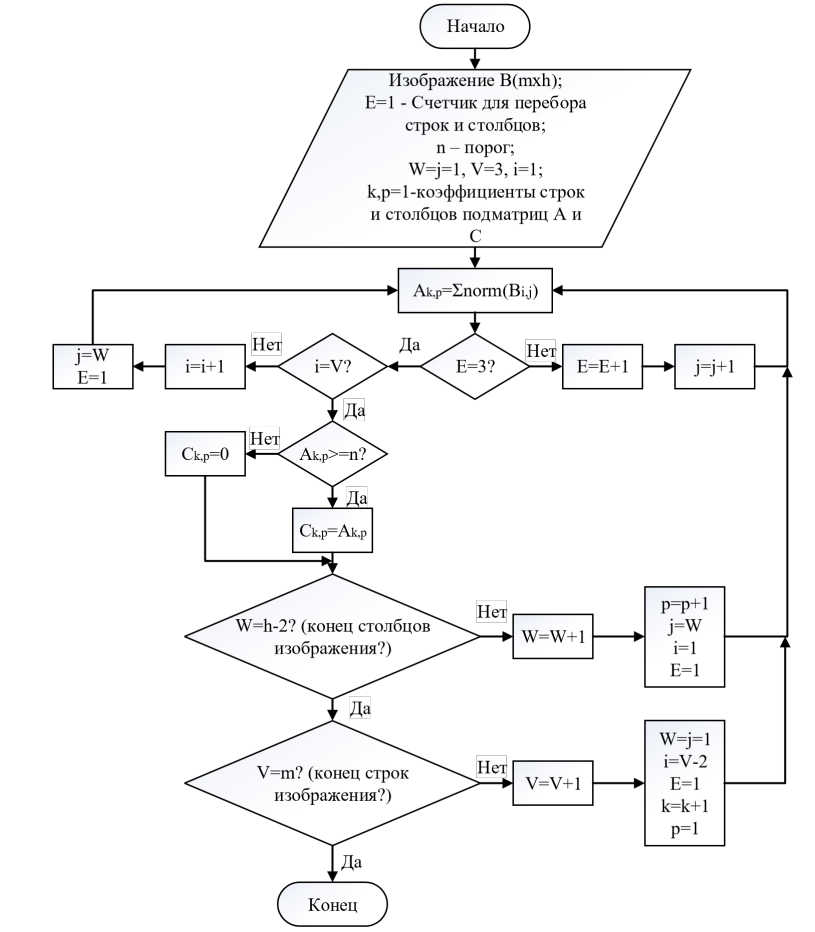 Начало
Изображение B(mxh);
E=1 - Счетчик для перебора
строк и столбцов;
n – порог;
W=j=1, V=3, i=1;
k,p=1-коэффициенты строк
и столбцов подматриц A и
C
Ak,p=Σnorm(Bi,j)
j=W
E=1
i=i+1
Нет
i=V?
Да
E=3?
Нет
E=E+1
j=j+1
Да
Ck,p=0
Нет
Ak,p>=n?
Да
Ck,p=Ak,p
W=h-2? (конец столбцов
изображения?)
Нет
W=W+1
p=p+1
j=W
i=1
E=1
Да
V=m? (конец строк
изображения?)
Нет
V=V+1
W=j=1
i=V-2
E=1
k=k+1
p=1
Да
Конец